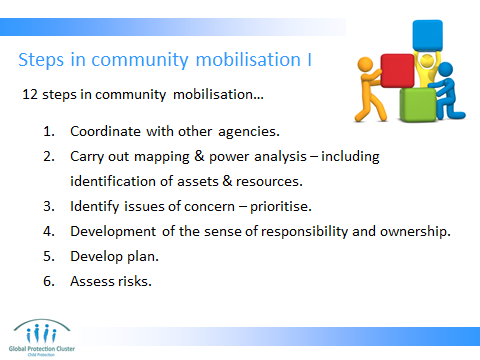 Steps in community mobilisation I
12 steps in community mobilisation…
1. Coordinate with other agencies.
2. Carry out mapping & power analysis – including
identification of assets & resources.
3. Identify issues of concern – prioritise.
4. Development of the sense of responsibility and ownership.
5. Develop plan.
6. Assess risks.
Global Protection Cluster
Child Protection